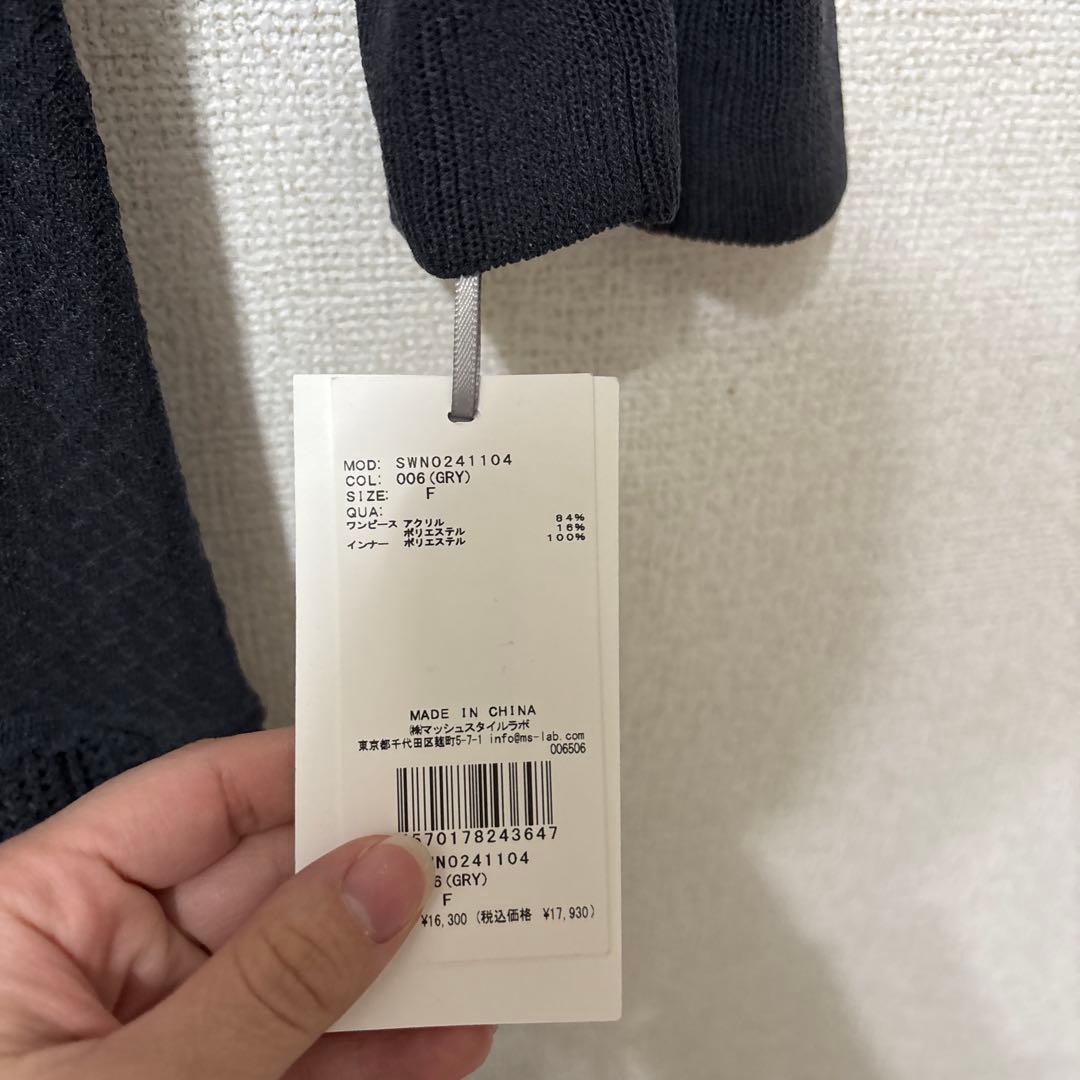 MOD: SWN0241104
COL: 006(GRY)
SIZE: F
QUA:
ワンピース アクリル 84%
ポリエステル 16%
インナー ポリエステル 100%
MADE IN CHINA
㈱マッシュスタイルラボ
東京都千代田区麹町5-7-1 info@ms-lab.com
006506
570178243647
WN0241104
6(GRY)
F
¥16,300 (税込価格 ¥17,930)